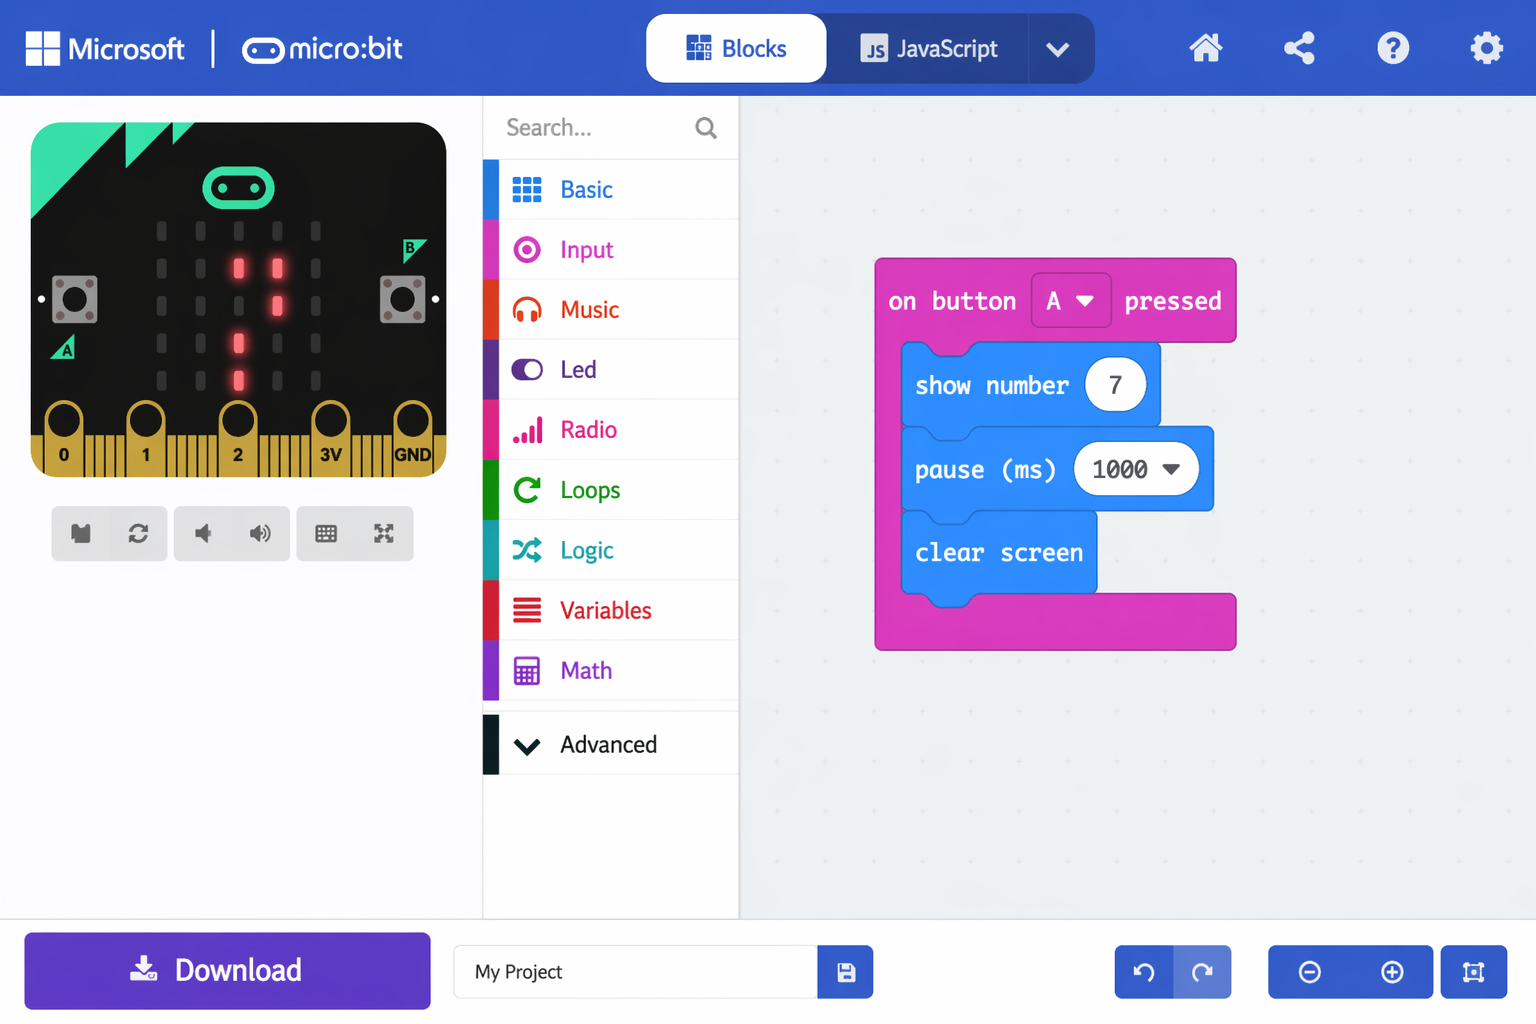 Microsoft
micro:bit
Blocks
JS JavaScript
B
A
0
1
2
3V
GND
Search...
Basic
Input
Music
Led
Radio
Loops
Logic
Variables
Math
Advanced
on button A pressed
show number 7
pause (ms) 1000
clear screen
Download
My Project